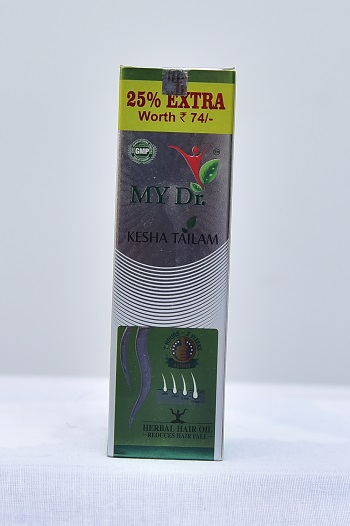 25% EXTRA
Worth ₹ 74/-
GMP
MY Dr.
KESHA TAILAM
HERBAL HAIR OIL
REDUCES HAIR FALL